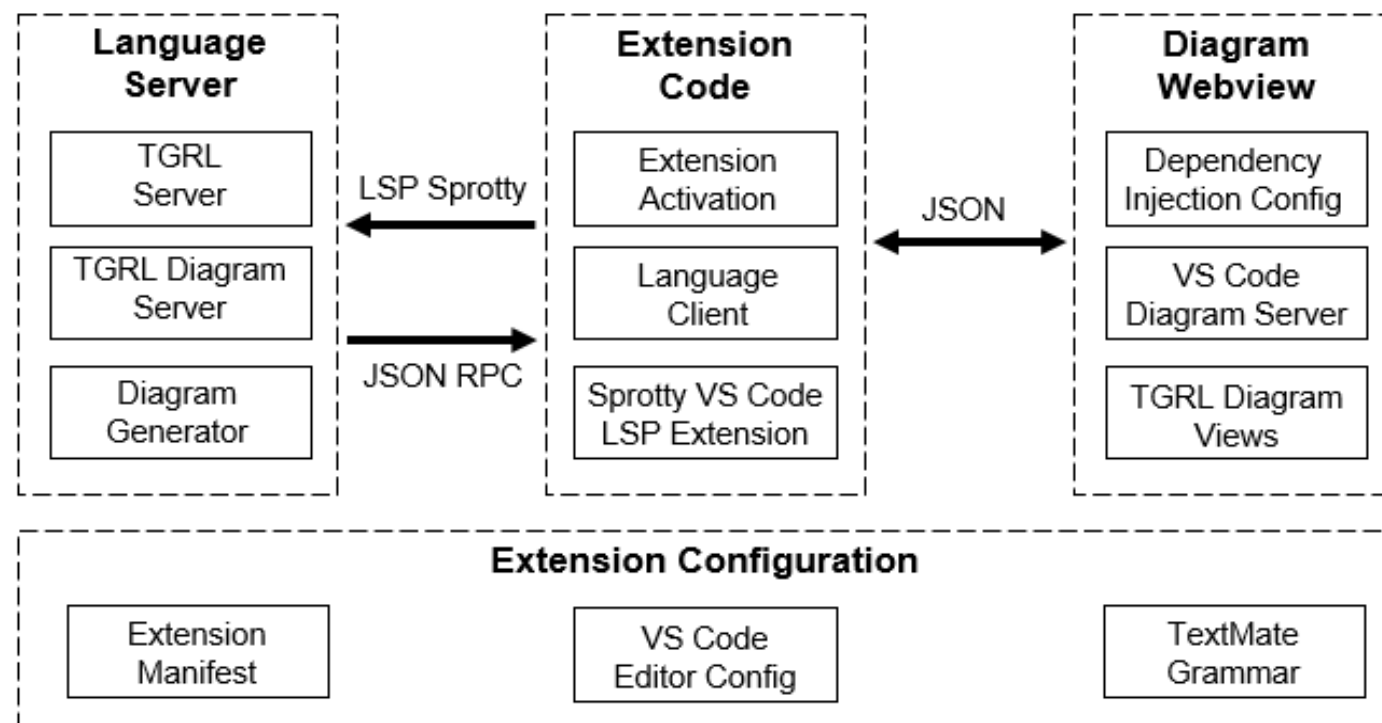 Language
Server
TGRL
Server
TGRL Diagram
Server
Diagram
Generator
LSP Sprotty
JSON RPC
Extension
Code
Extension
Activation
Language
Client
Sprotty VS Code
LSP Extension
JSON
Diagram
Webview
Dependency
Injection Config
VS Code
Diagram Server
TGRL Diagram
Views
Extension Configuration
Extension
Manifest
VS Code
Editor Config
TextMate
Grammar